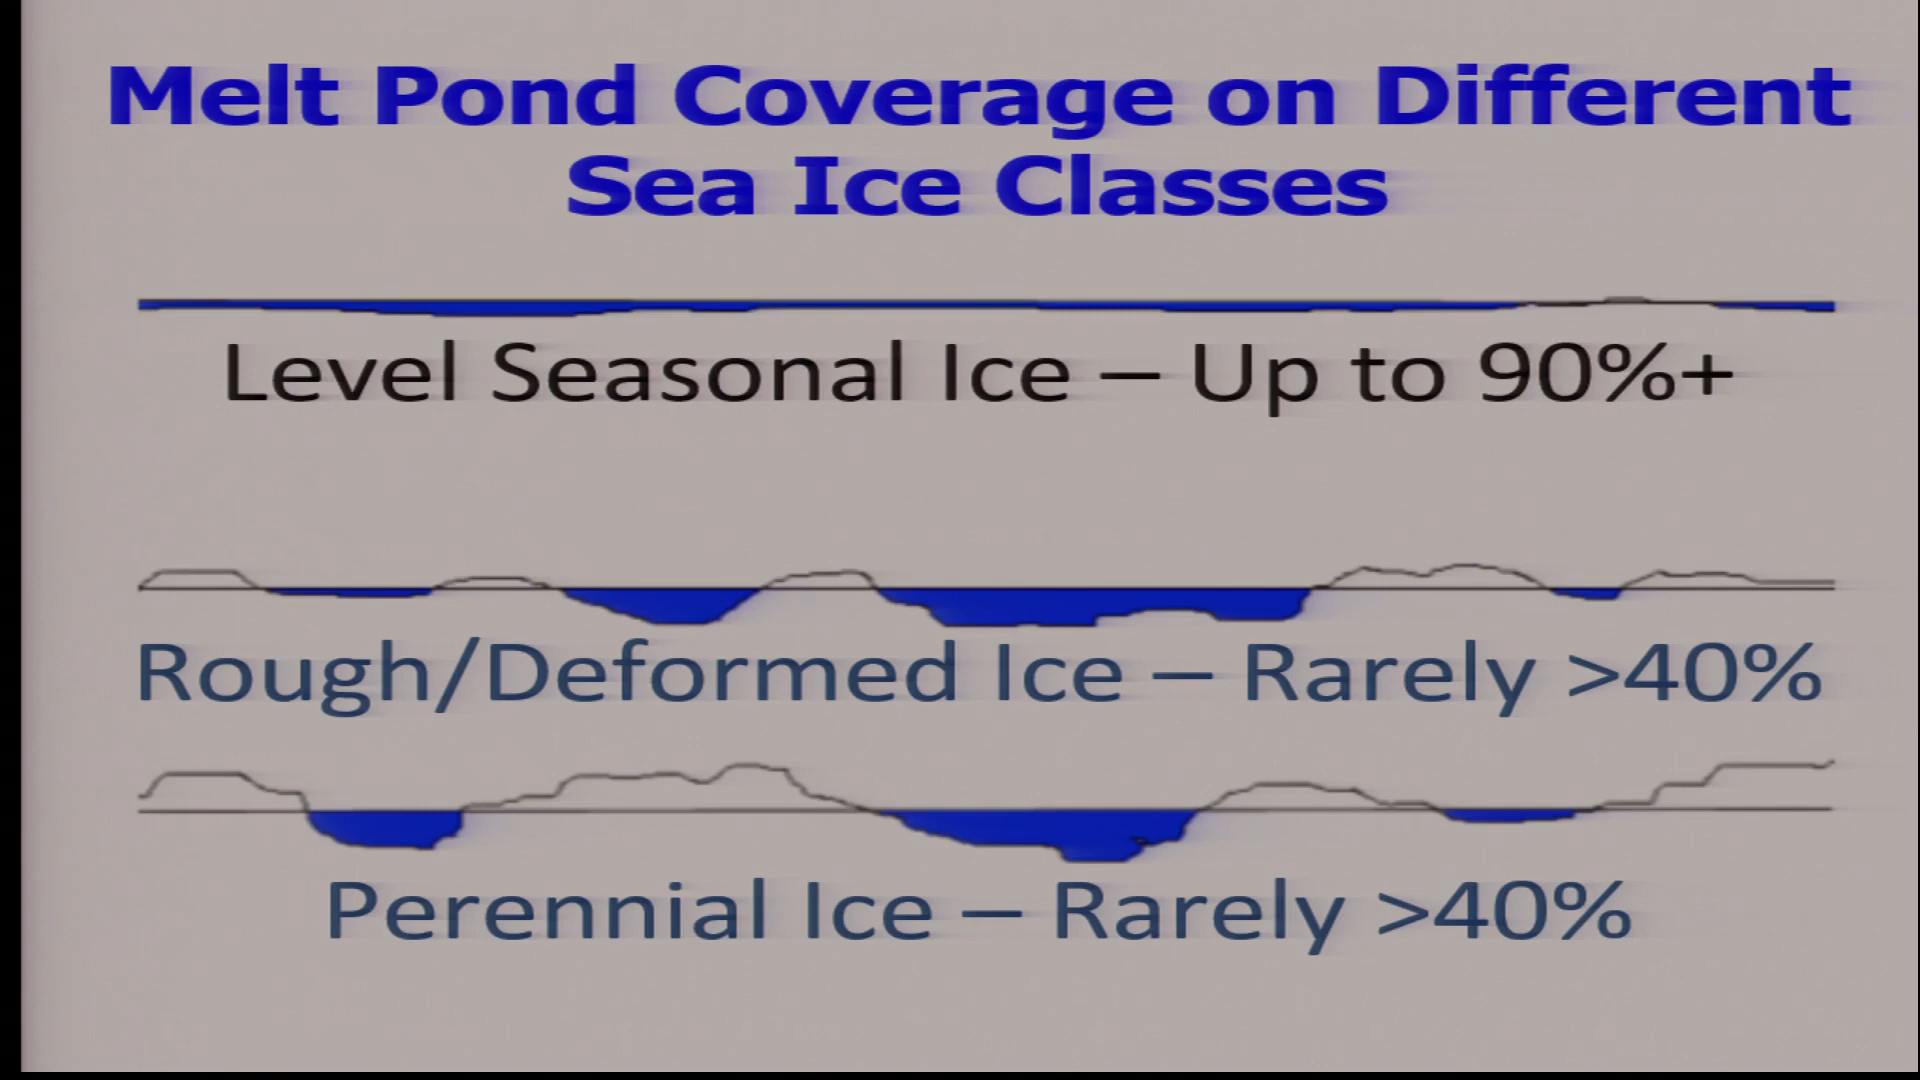 Melt Pond Coverage on Different
Sea Ice Classes
Level Seasonal Ice – Up to 90%+
Rough/Deformed Ice – Rarely >40%
Perennial Ice – Rarely >40%